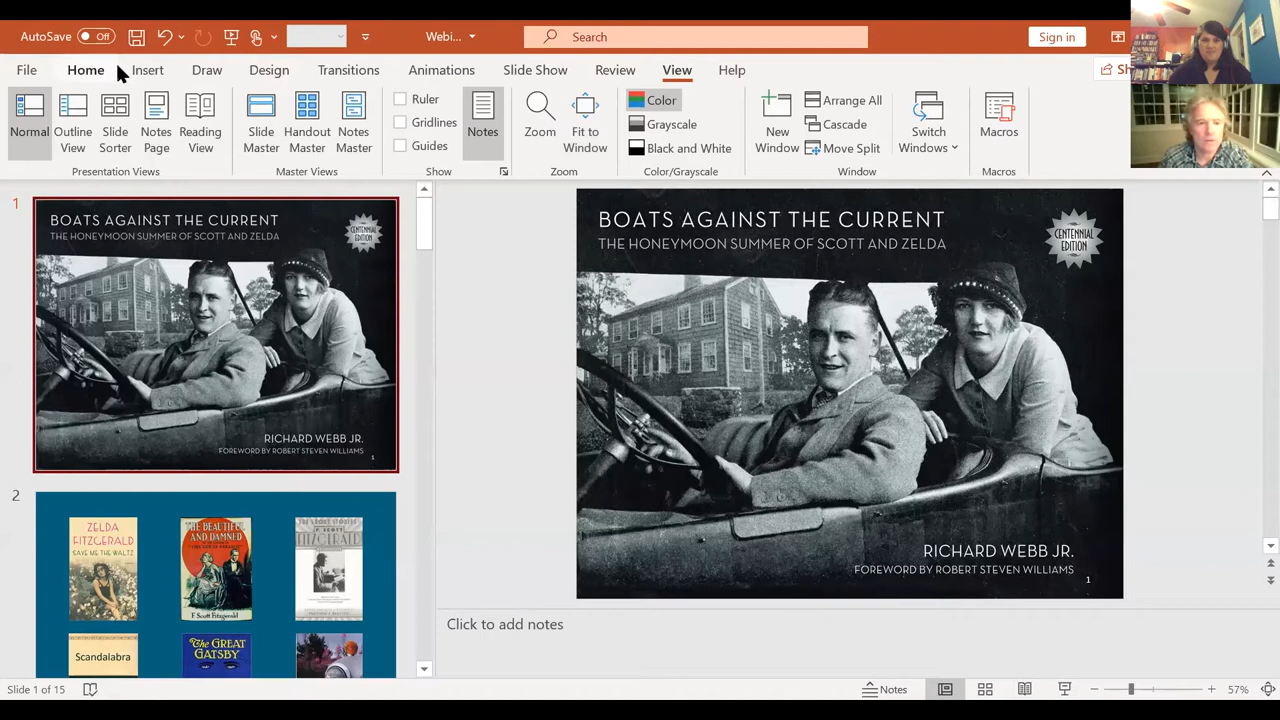 AutoSave Off
Webi...
Search
Sign in
File Home Insert Draw Design Transitions Animations Slide Show Review View Help
Sh
Normal
Outline View
Slide Sorter
Notes Page
Reading View
Presentation Views
Slide Master
Handout Master
Notes Master
Master Views
Ruler
Gridlines
Guides
Show
Notes
Zoom
Fit to Window
Zoom
Color
Grayscale
Black and White
Color/Grayscale
New Window
Arrange All
Cascade
Move Split
Switch Windows
Window
Macros
Macros
1
BOATS AGAINST THE CURRENT
THE HONEYMOON SUMMER OF SCOTT AND ZELDA
CENTENNIAL
EDITION
RICHARD WEBB JR.
FOREWORD BY ROBERT STEVEN WILLIAMS
1
2
ZELDA
FITZGERALD
SAVE ME THE WALTZ
THE BEAUTIFUL
AND DAMNED
F Scott Fitzgerald
THE SHORT STORIES
FITZGERALD
Scandalabra
The GREAT
GATSBY
BOATS AGAINST THE CURRENT
THE HONEYMOON SUMMER OF SCOTT AND ZELDA
CENTENNIAL
EDITION
RICHARD WEBB JR.
FOREWORD BY ROBERT STEVEN WILLIAMS
1
Click to add notes
Slide 1 of 15
Notes
57%